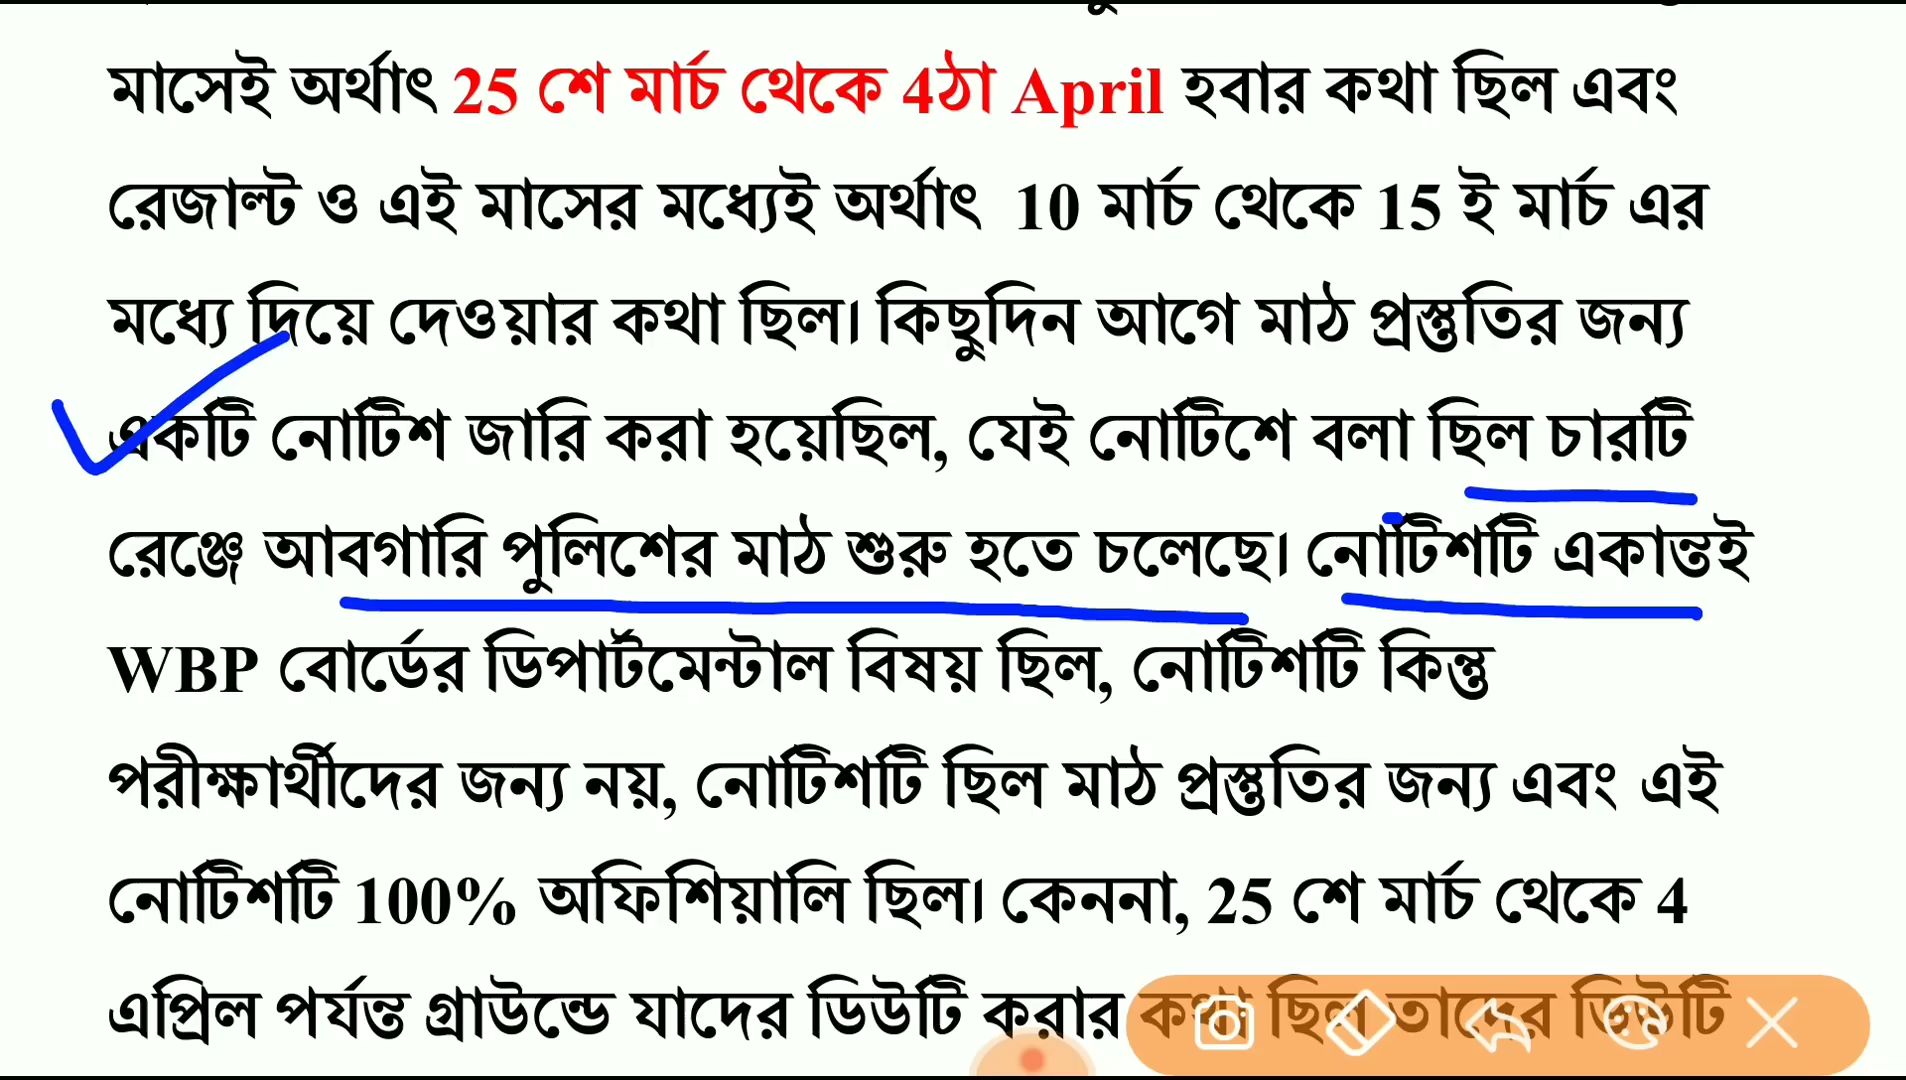 মাসেই অর্থাৎ 25 শে মার্চ থেকে 4ঠা April হবার কথা ছিল এবং
রেজাল্ট ও এই মাসের মধ্যেই অর্থাৎ 10 মার্চ থেকে 15 ই মার্চ এর
মধ্যে দিয়ে দেওয়ার কথা ছিল। কিছুদিন আগে মাঠ প্রস্তুতির জন্য
একটি নোটিশ জারি করা হয়েছিল, যেই নোটিশে বলা ছিল চারটি
রেঞ্জে আবগারি পুলিশের মাঠ শুরু হতে চলেছে। নোটিশটি একান্তই
WBP বোর্ডের ডিপার্টমেন্টাল বিষয় ছিল, নোটিশটি কিন্তু
পরীক্ষার্থীদের জন্য নয়, নোটিশটি ছিল মাঠ প্রস্তুতির জন্য এবং এই
নোটিশটি 100% অফিশিয়ালি ছিল। কেননা, 25 শে মার্চ থেকে 4
এপ্রিল পর্যন্ত গ্রাউন্ডে যাদের ডিউটি করার কথা ছিল তাদের ডিউটি